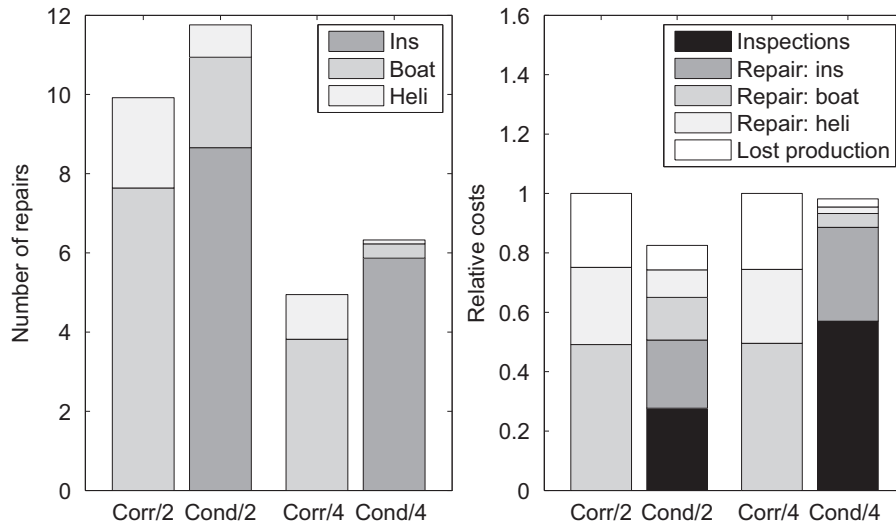 12
10
8
6
4
2
0
Number of repairs
Ins
Boat
Heli
Corr/2 Cond/2 Corr/4 Cond/4
1.6
1.4
1.2
1
0.8
0.6
0.4
0.2
0
Relative costs
Inspections
Repair: ins
Repair: boat
Repair: heli
Lost production
Corr/2 Cond/2 Corr/4 Cond/4